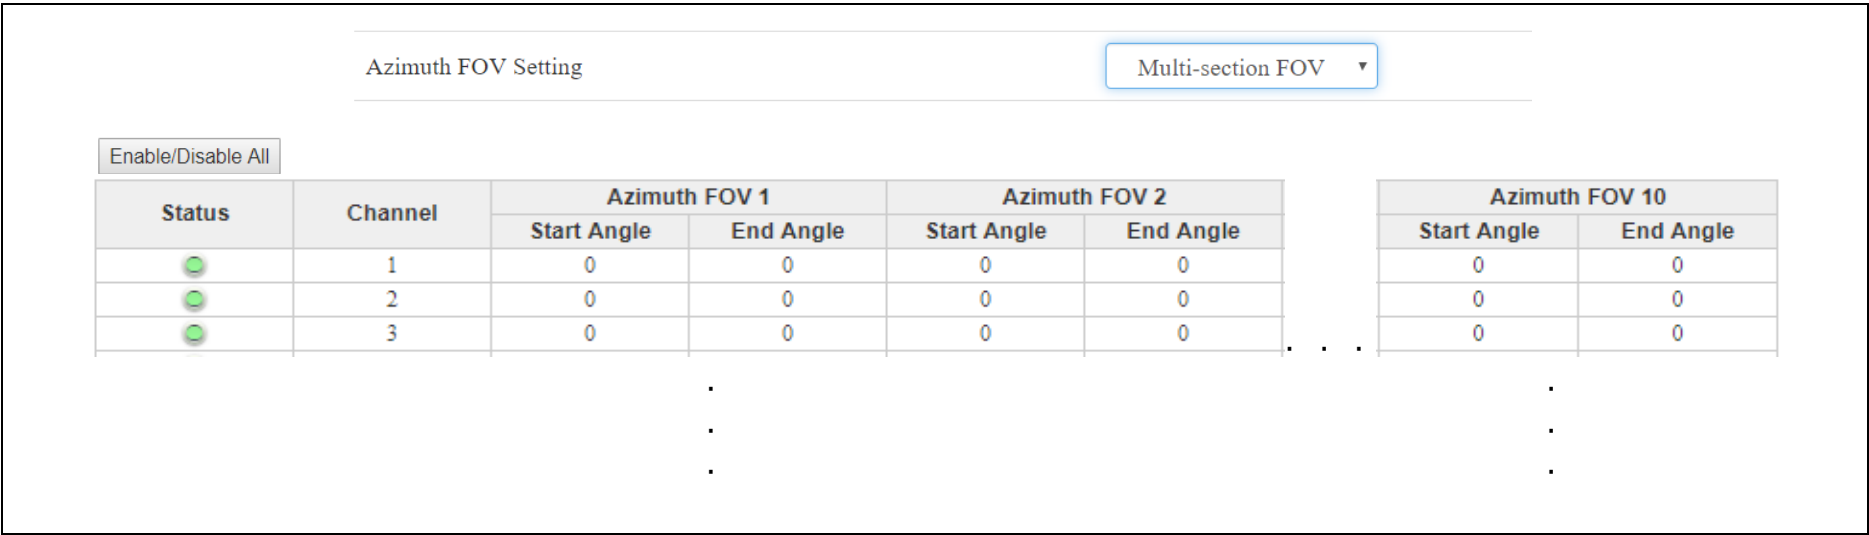 Azimuth FOV Setting Multi-section FOV
Enable/Disable All
Status Channel Azimuth FOV 1 Azimuth FOV 2 Azimuth FOV 10
Start Angle End Angle Start Angle End Angle Start Angle End Angle
1 0 0 0 0 0 0
2 0 0 0 0 0 0
3 0 0 0 0 0 0
. . .
. .
. .
. .